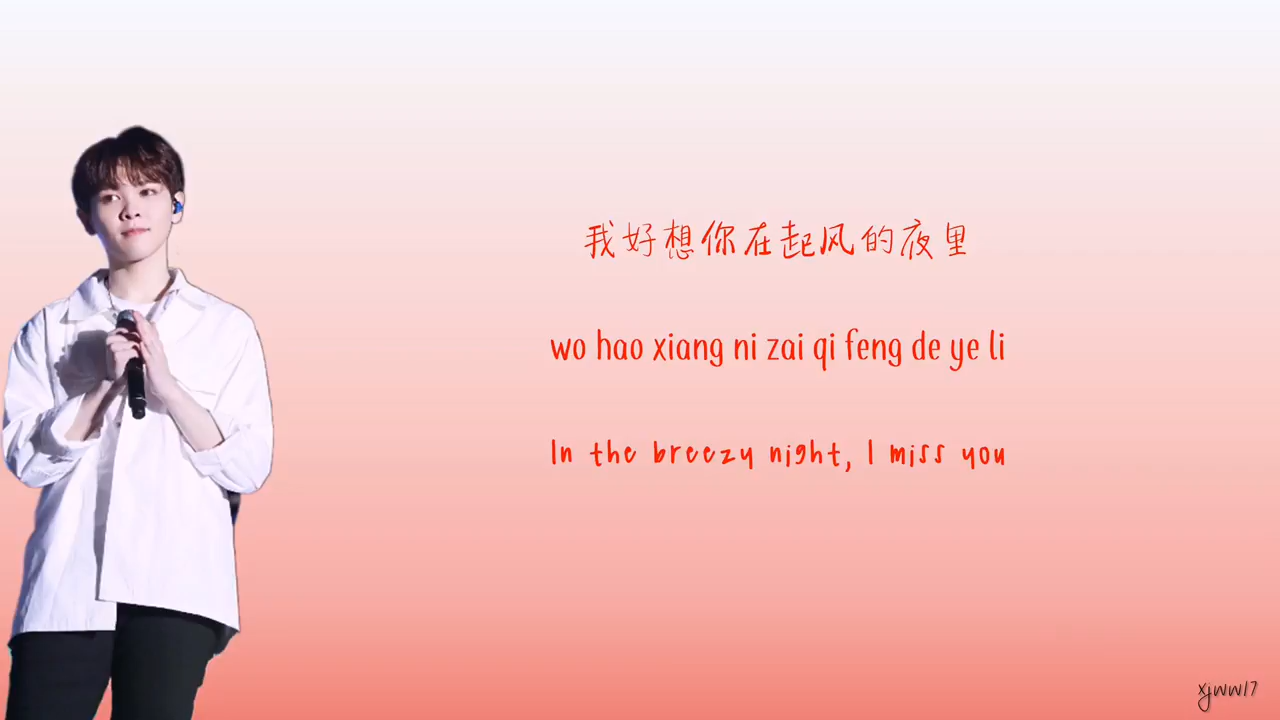 我好想你在起风的夜里
wo hao xiang ni zai qi feng de ye li
In the breezy night, I miss you
xjww17